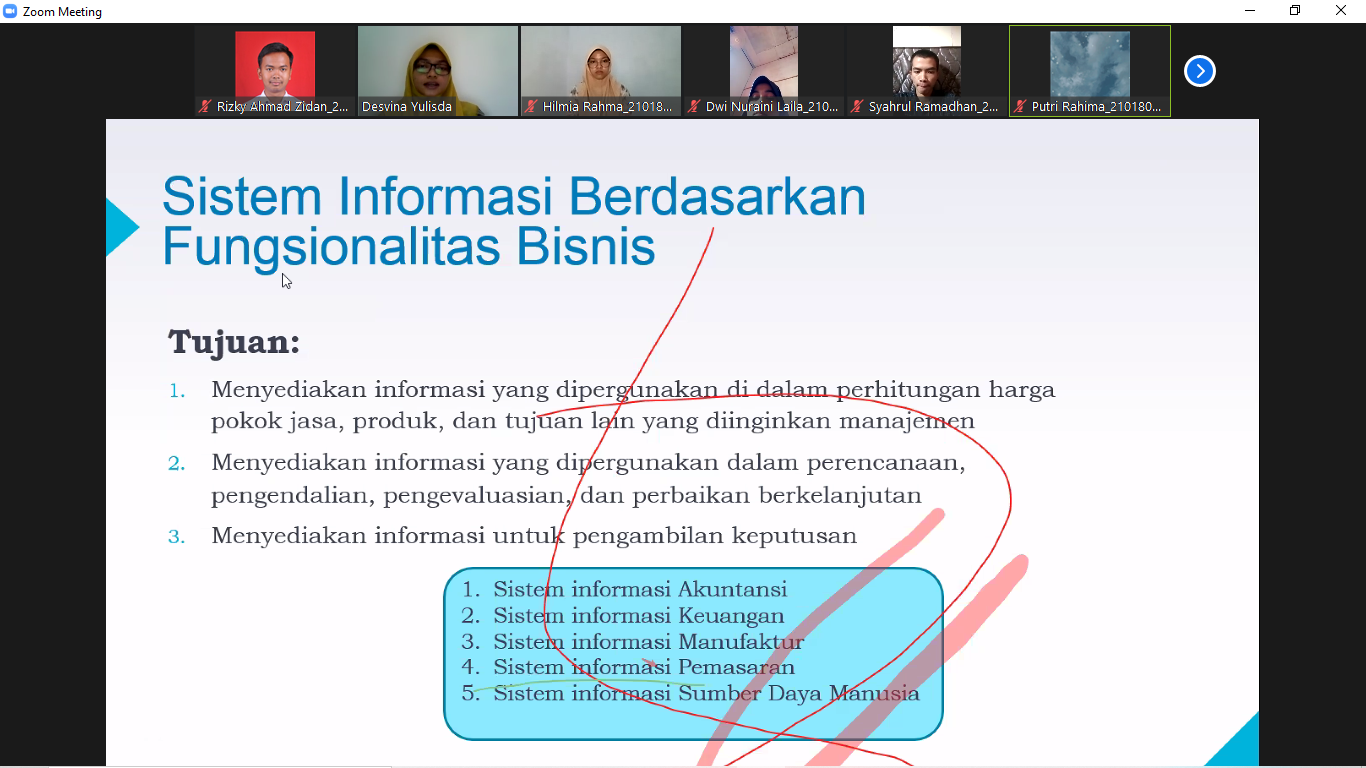 Zoom Meeting
Rizky Ahmad Zidan_2...
Desvina Yulisda
Hilmia Rahma_21018...
Dwi Nuraini Laila_210...
Syahrul Ramadhan_2...
Putri Rahima_210180...
Sistem Informasi Berdasarkan
Fungsionalitas Bisnis
Tujuan:
1. Menyediakan informasi yang dipergunakan di dalam perhitungan harga
pokok jasa, produk, dan tujuan lain yang diinginkan manajemen
2. Menyediakan informasi yang dipergunakan dalam perencanaan,
pengendalian, pengevaluasian, dan perbaikan berkelanjutan
3. Menyediakan informasi untuk pengambilan keputusan
1. Sistem informasi Akuntansi
2. Sistem informasi Keuangan
3. Sistem informasi Manufaktur
4. Sistem informasi Pemasaran
5. Sistem informasi Sumber Daya Manusia